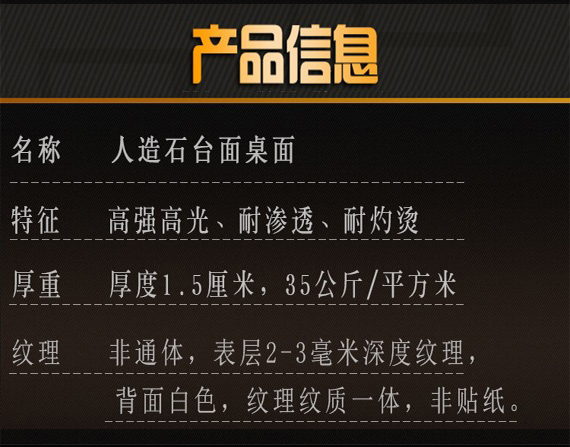 产品信息
名称 人造石台面桌面
特征 高强高光、耐渗透、耐灼烫
厚重 厚度1.5厘米，35公斤/平方米
纹理 非通体，表层2-3毫米深度纹理，
背面白色，纹理纹质一体，非贴纸。